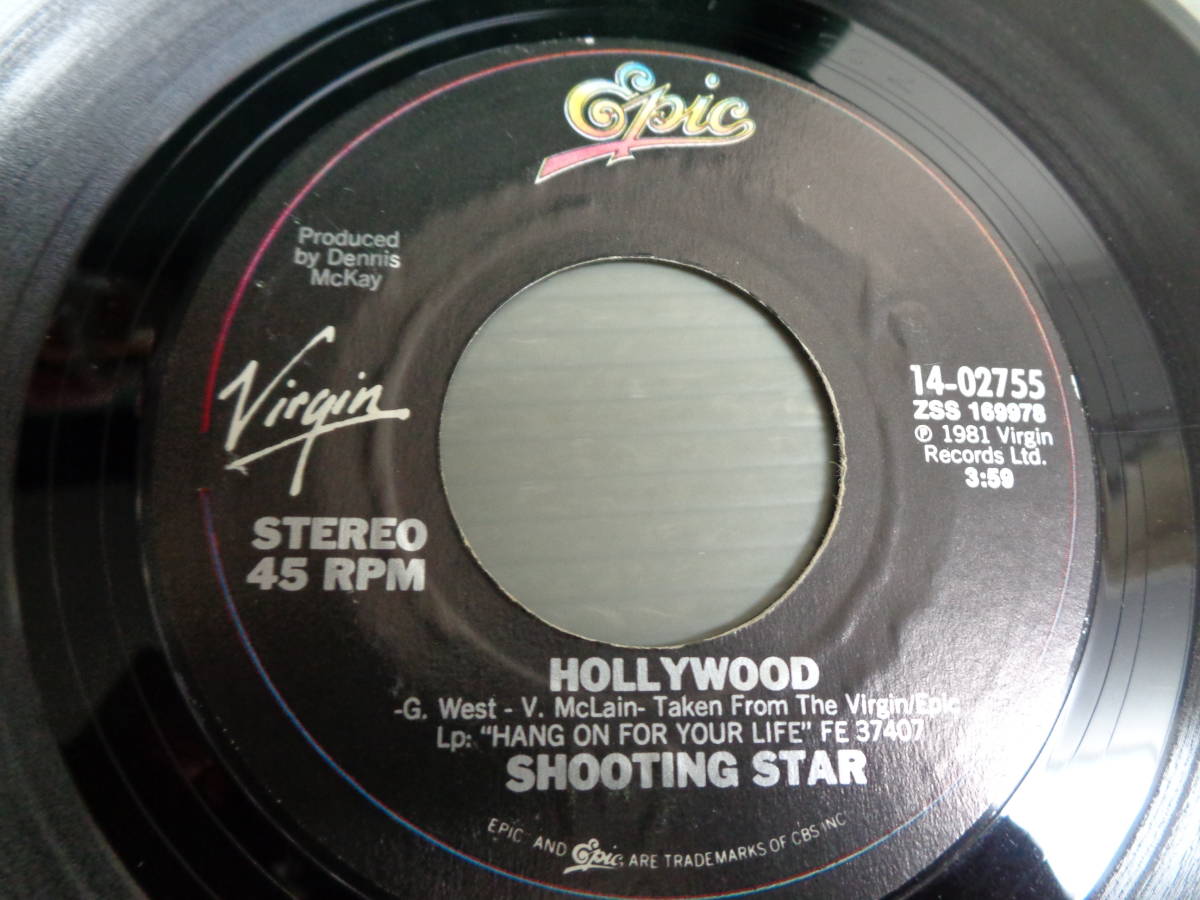 Epic
Produced
by Dennis
McKay
Virgin
14-02755
ZSS 169978
℗ 1981 Virgin
Records Ltd.
3:59
STEREO
45 RPM
HOLLYWOOD
-G. West - V. McLain- Taken From The Virgin/Epic
Lp: "HANG ON FOR YOUR LIFE" FE 37407
SHOOTING STAR
EPIC AND Epic ARE TRADEMARKS OF CBS INC